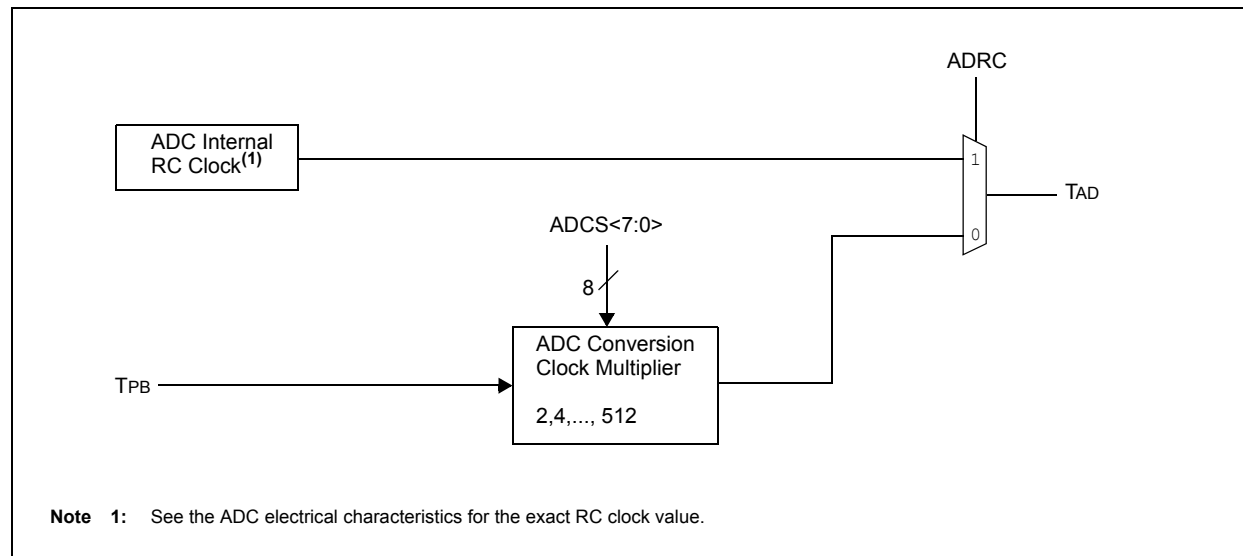 ADRC
ADC Internal
RC Clock(1)
1
TAD
ADCS<7:0>
0
8
ADC Conversion
Clock Multiplier
TPB
2,4,..., 512
Note 1: See the ADC electrical characteristics for the exact RC clock value.